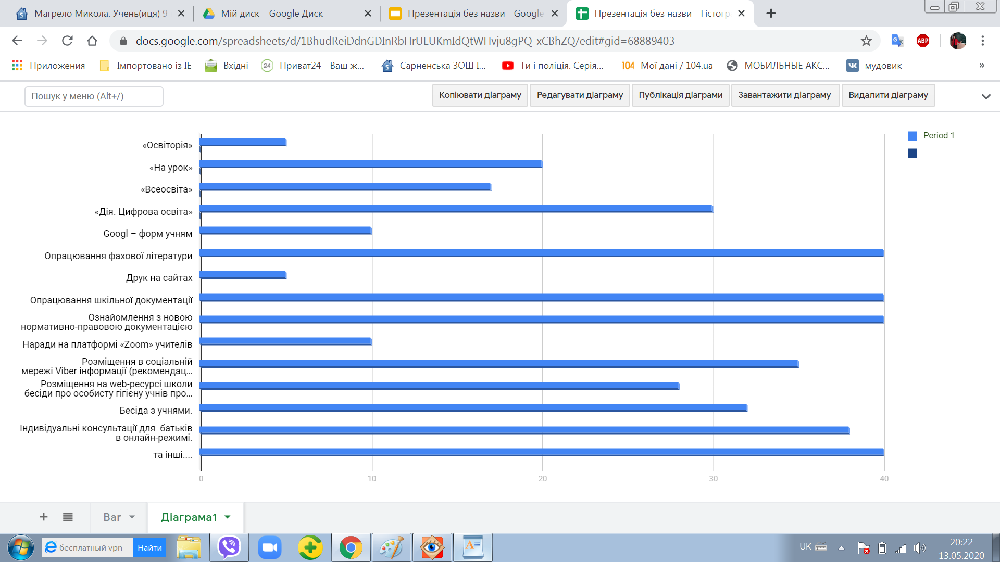 Магрело Микола. Учень(иця) 9
Мій диск – Google Диск
Презентація без назви - Google
Презентація без назви - Гістогр
docs.google.com/spreadsheets/d/1BhudReiDdnGDInRbHrUEUKmIdQtWHvju8gPQ_xCBhZQ/edit#gid=68889403
ABP
Приложения
Імпортовано із IE
Вхідні
24
Приват24 - Ваш ж...
Сарненська ЗОШ І...
Ти і поліція. Серія...
104
Мої дані / 104.ua
МОБИЛЬНЫЕ АКС...
мудовик
»
Пошук у меню (Alt+/)
Копіювати діаграму
Редагувати діаграму
Публікація діаграми
Завантажити діаграму
Видалити діаграму
Period 1
«Освіторія»
«На урок»
«Всеосвіта»
«Дія. Цифрова освіта»
Googl – форм учням
Опрацювання фахової літератури
Друк на сайтах
Опрацювання шкільної документації
Ознайомлення з новою
нормативно-правовою документацією
Наради на платформі «Zoom» учителів
Розміщення в соціальній
мережі Viber інформації (рекомендац…
Розміщення на web-ресурсі школи
бесіди про особисту гігієну учнів про…
Бесіда з учнями.
Індивідуальні консультації для батьків
в онлайн-режимі.
та інші....
0 10 20 30 40
Bar
Діаграма1
бесплатный vpn
Найти
UK
20:22
13.05.2020